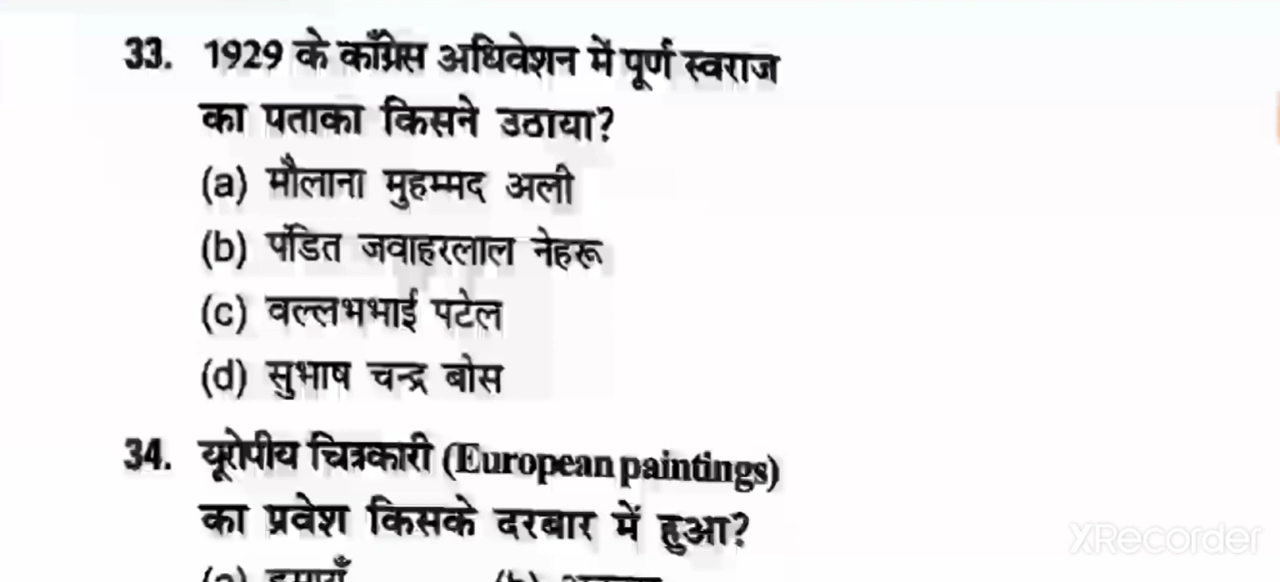 33. 1929 के काँग्रेस अधिवेशन में पूर्ण स्वराज
का पताका किसने उठाया?
(a) मौलाना मुहम्मद अली
(b) पंडित जवाहरलाल नेहरू
(c) वल्लभभाई पटेल
(d) सुभाष चन्द्र बोस
34. यूरोपीय चित्रकारी (European paintings)
का प्रवेश किसके दरबार में हुआ?
XRecorder